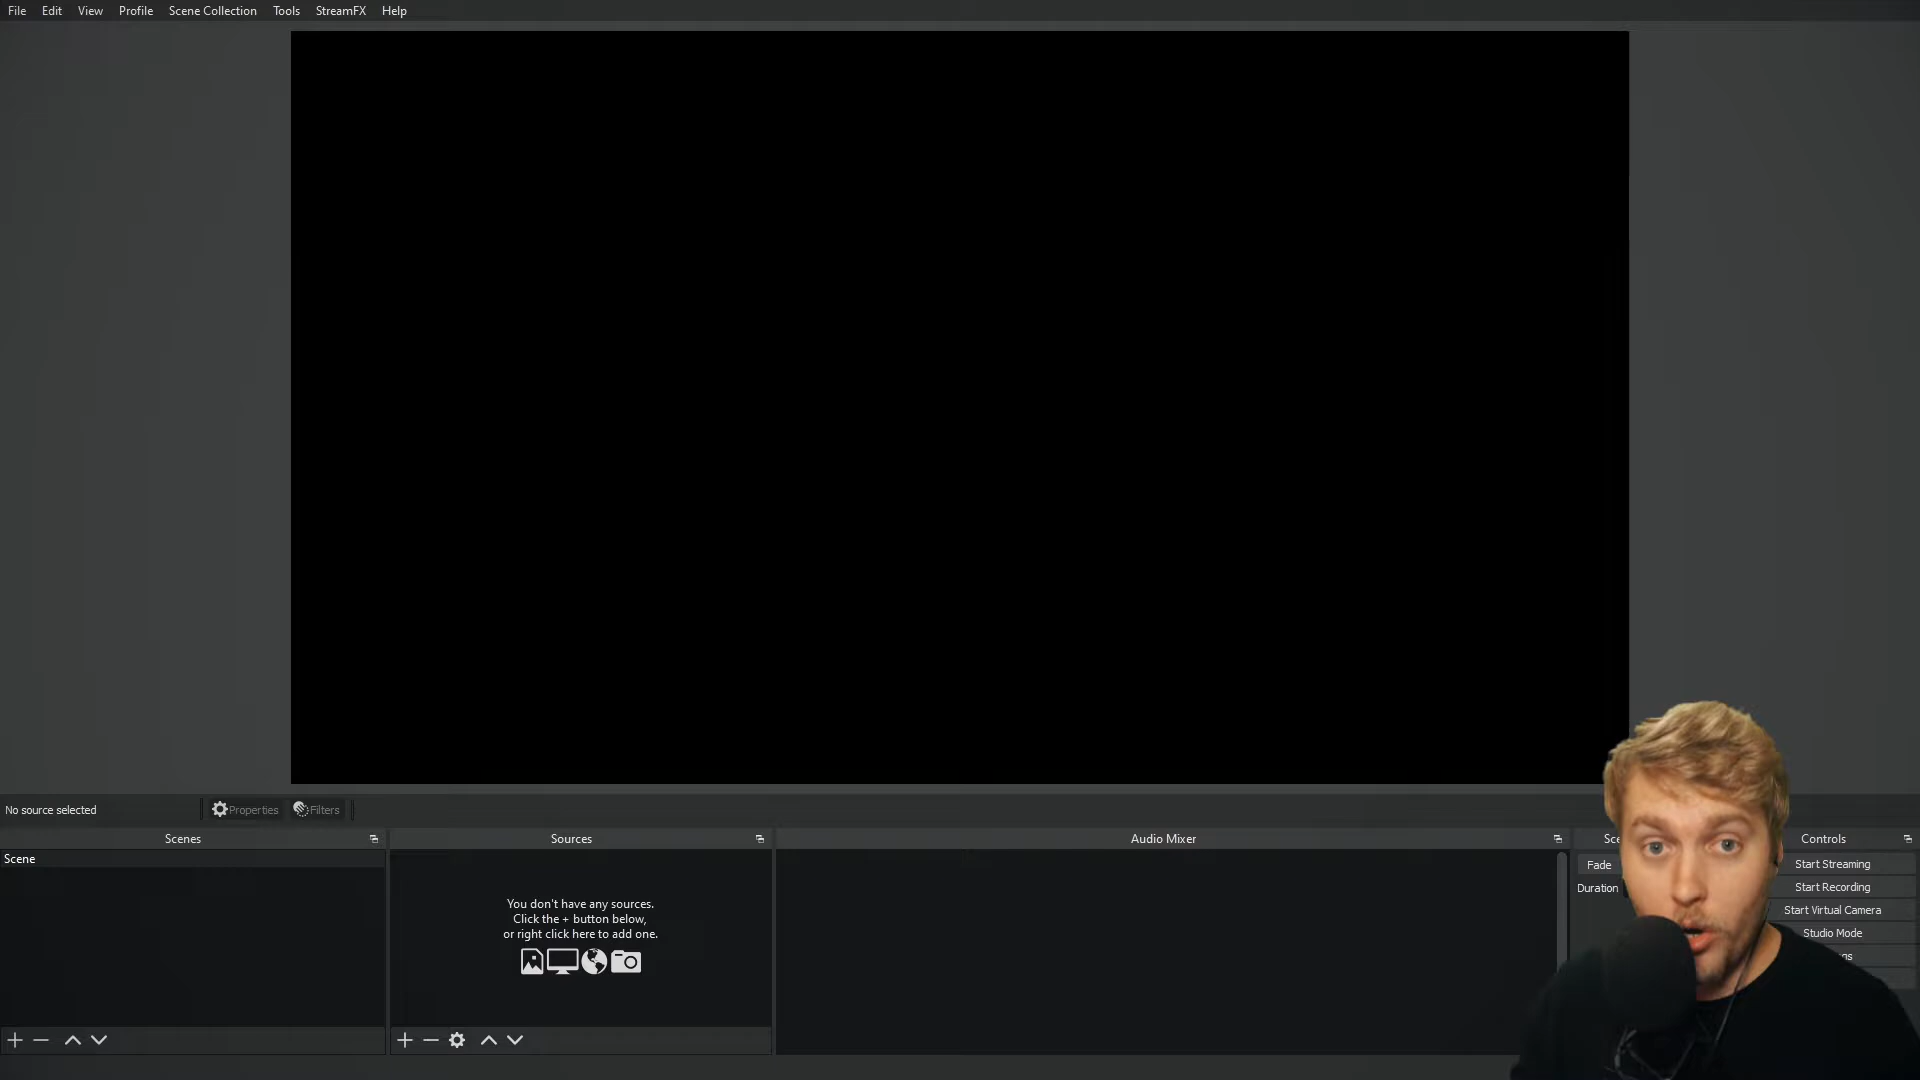 File Edit View Profile Scene Collection Tools StreamFX Help
No source selected Properties Filters
Scenes Sources Audio Mixer Controls
Scene
You don't have any sources.
Click the + button below,
or right click here to add one.
Fade
Duration
Start Streaming
Start Recording
Start Virtual Camera
Studio Mode